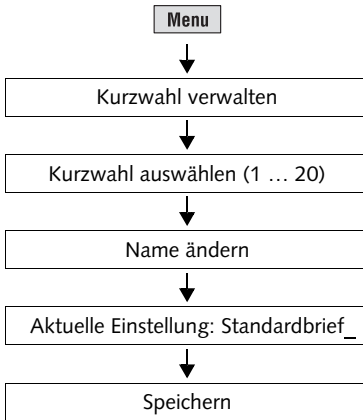 Menu
Kurzwahl verwalten
Kurzwahl auswählen (1 … 20)
Name ändern
Aktuelle Einstellung: Standardbrief_
Speichern